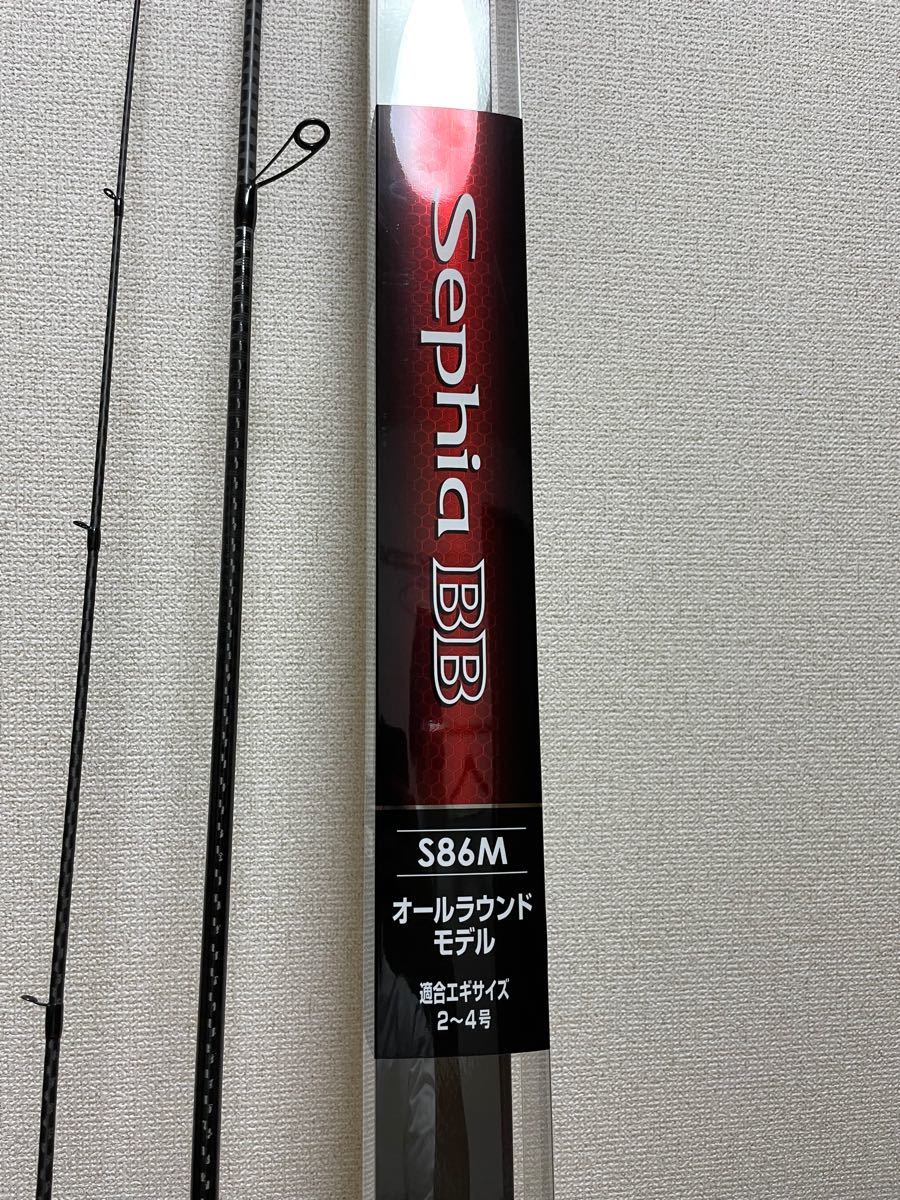 Sephia BB
S86M
オールラウンド
モデル
適合エギサイズ
2～4号